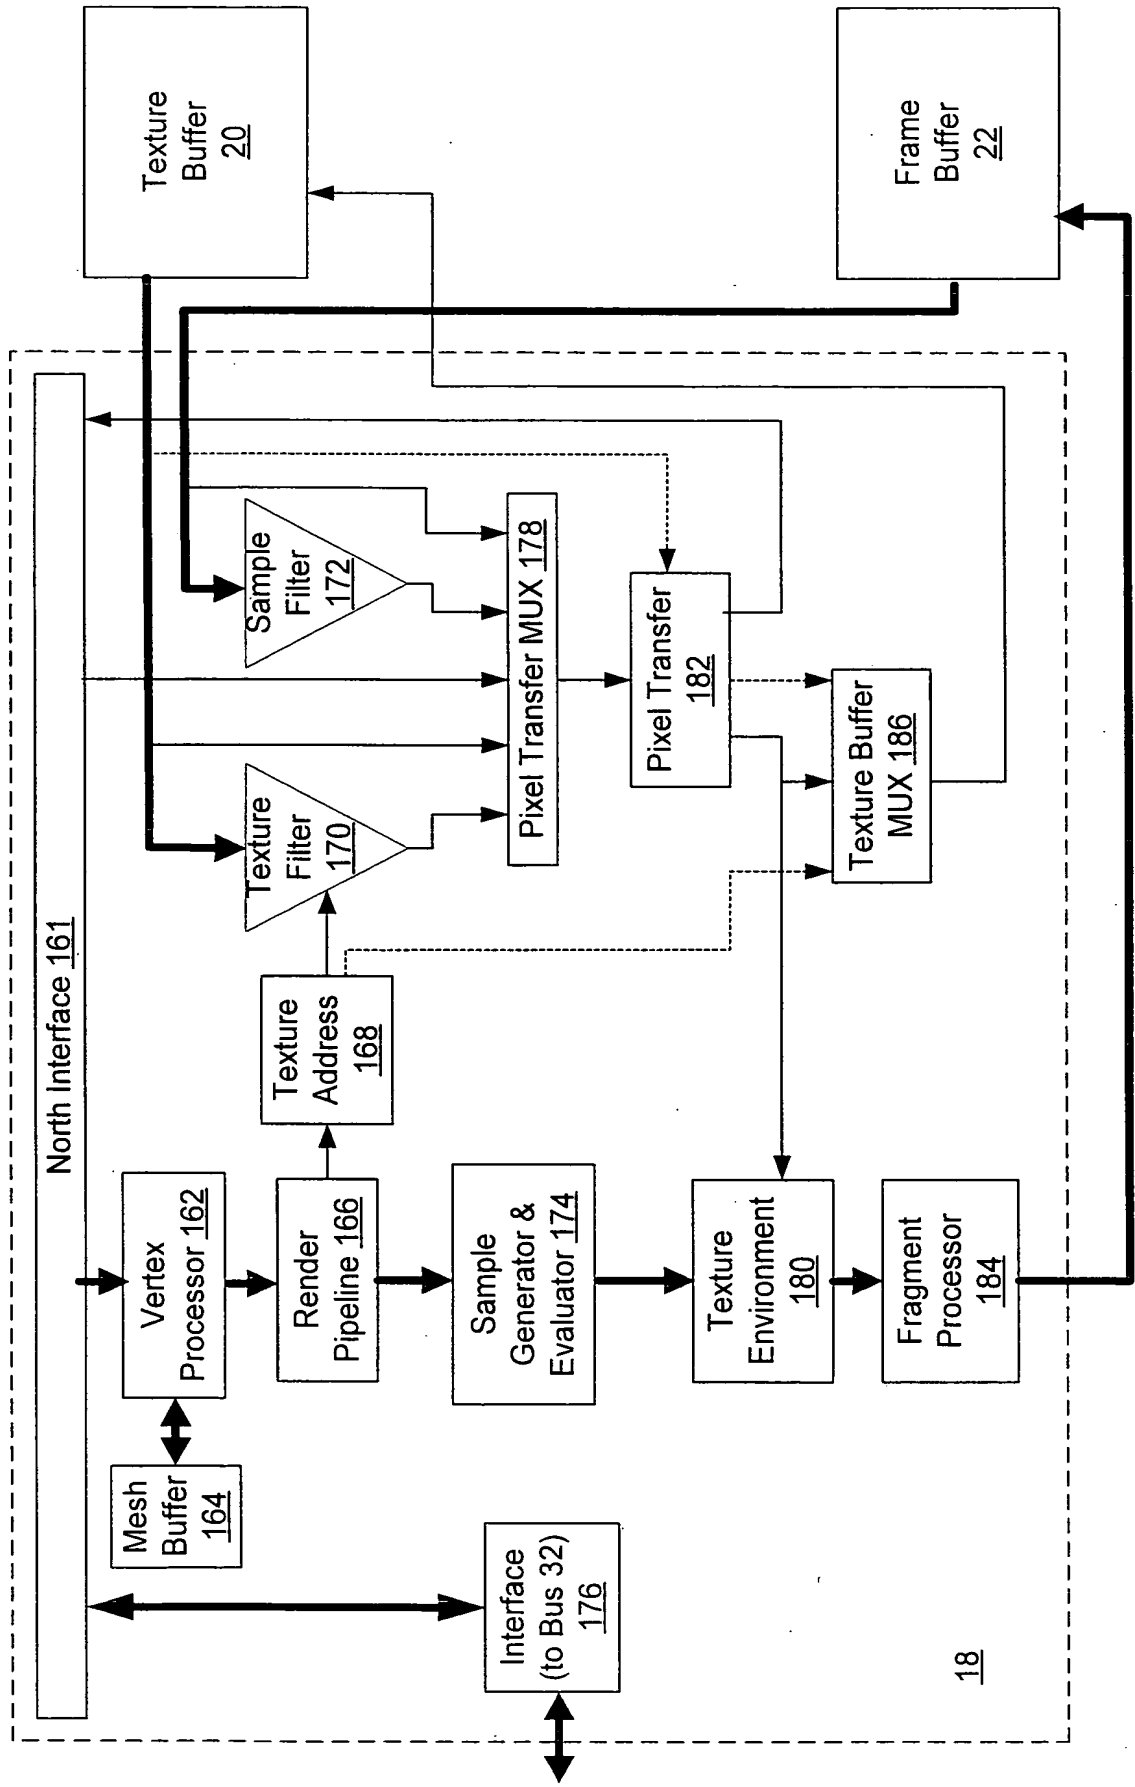 North Interface 161
Mesh
Buffer
164
Vertex
Processor 162
Render
Pipeline 166
Texture
Address
168
Texture
Filter
170
Sample
Filter
172
Texture
Buffer
20
Interface
(to Bus 32)
176
Sample
Generator &
Evaluator 174
Pixel Transfer MUX 178
Texture
Environment
180
Pixel Transfer
182
Fragment
Processor
184
Texture Buffer
MUX 186
Frame
Buffer
22
18